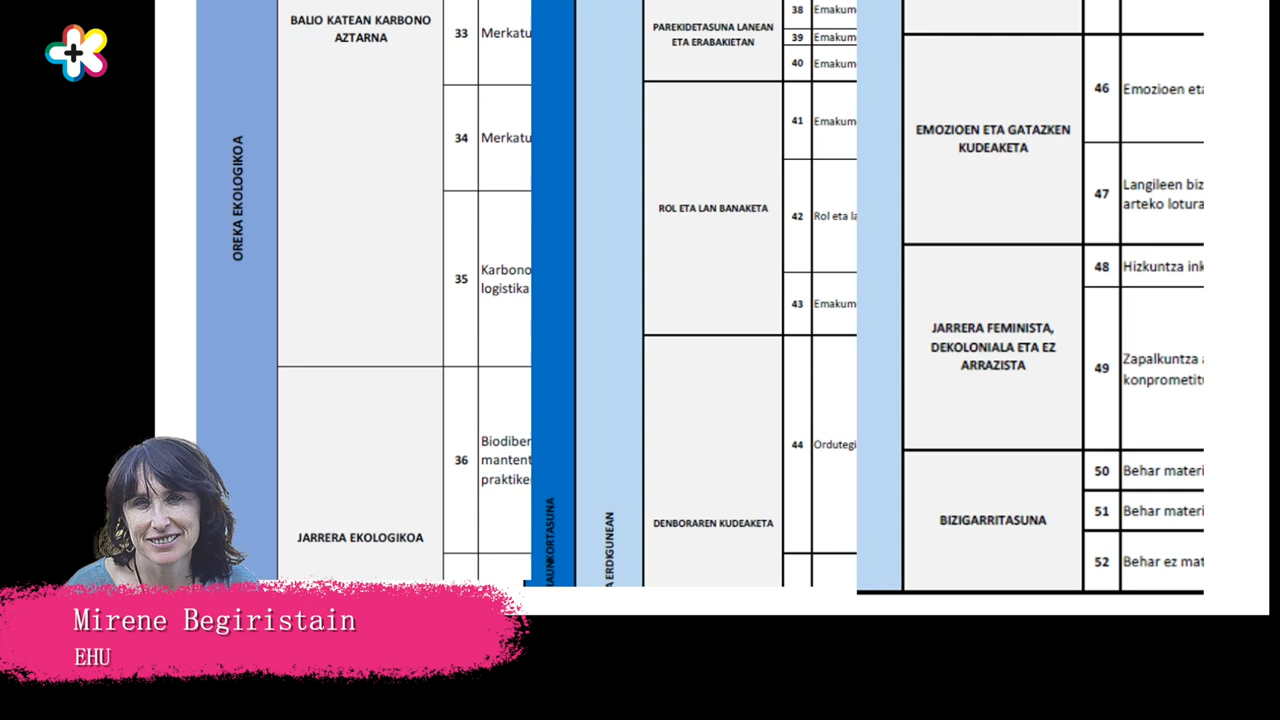 OREKA EKOLOGIKOA
BALIO KATEAN KARBONO
AZTARNA
33 Merkatu
34 Merkatu
35 Karbono
logistika
JARRERA EKOLOGIKOA
36 Biodiber
mantent
praktike
RAUNKORTASUNA
A ERDIGUNEAN
PAREKIDETASUNA LANEAN
ETA ERABAKIETAN
38 Emakum
39 Emakum
40 Emakum
ROL ETA LAN BANAKETA
41 Emakum
42 Rol eta la
43 Emakum
DENBORAREN KUDEAKETA
44 Ordutegi
EMOZIOEN ETA GATAZKEN
KUDEAKETA
46 Emozioen eta
47 Langileen biz
arteko lotura
JARRERA FEMINISTA,
DEKOLONIALA ETA EZ
ARRAZISTA
48 Hizkuntza ink
49 Zapalkuntza a
konprometitu
BIZIGARRITASUNA
50 Behar materi
51 Behar materi
52 Behar ez mat
Mirene Begiristain
EHU